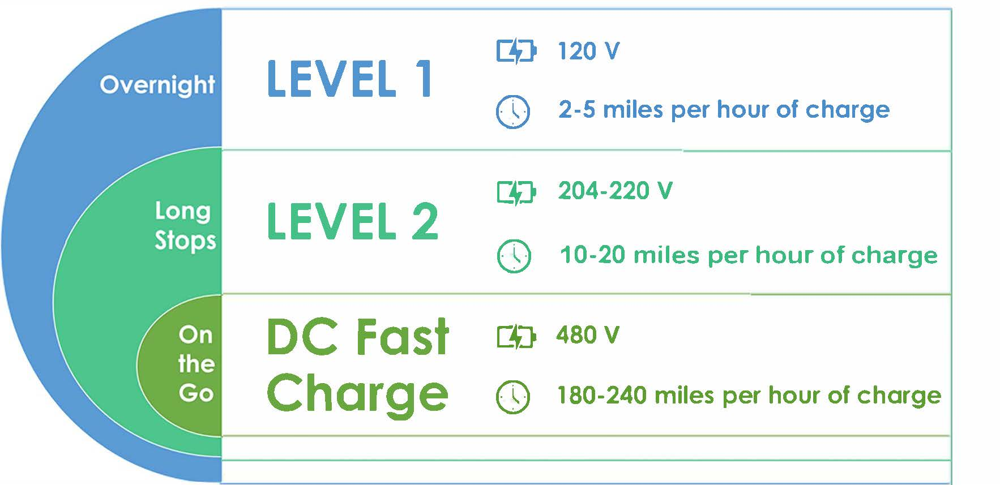 Overnight
LEVEL 1
120 V
2-5 miles per hour of charge
Long
Stops
LEVEL 2
204-220 V
10-20 miles per hour of charge
On
the
Go
DC Fast
Charge
480 V
180-240 miles per hour of charge